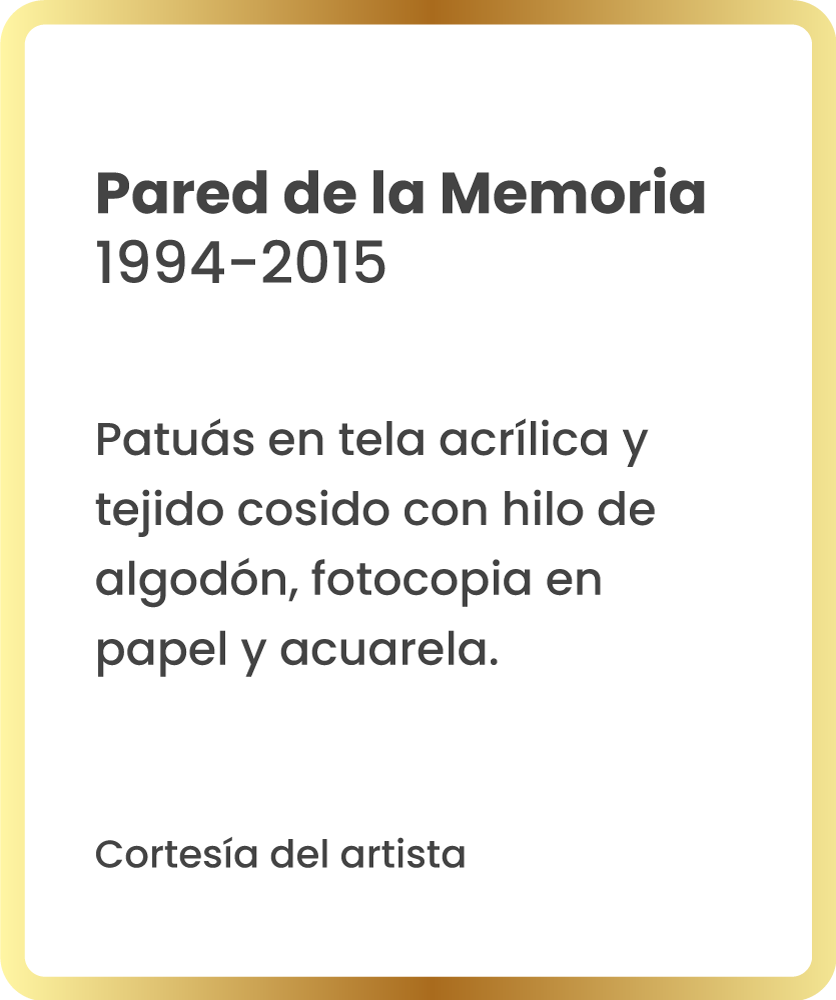 Pared de la Memoria
1994-2015
Patuás en tela acrílica y
tejido cosido con hilo de
algodón, fotocopia en
papel y acuarela.
Cortesía del artista